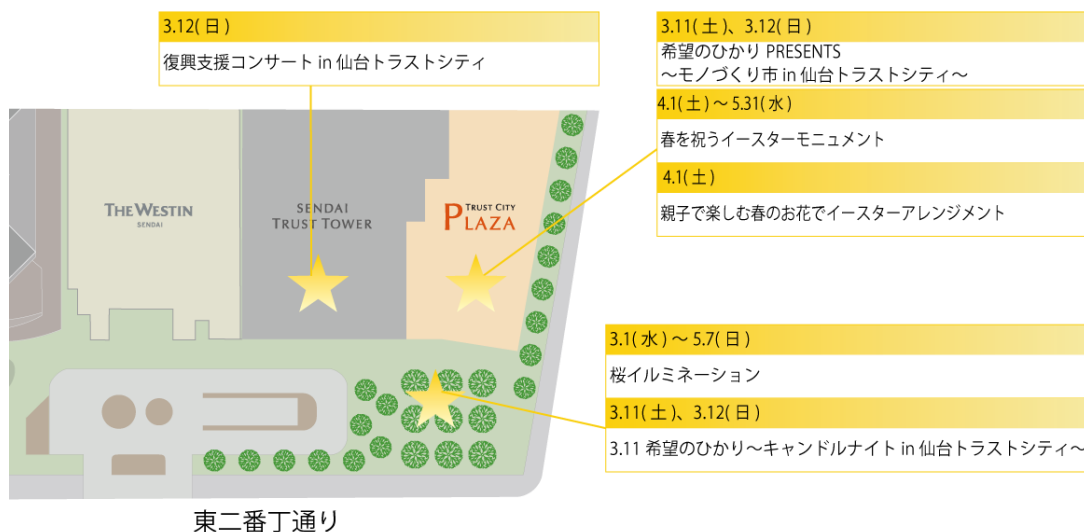 3.12(日)
復興支援コンサート in 仙台トラストシティ
3.11(土)、3.12(日)
希望のひかり PRESENTS
～モノづくり市 in 仙台トラストシティ～
4.1(土)～5.31(水)
春を祝うイースターモニュメント
4.1(土)
親子で楽しむ春のお花でイースターアレンジメント
THE WESTIN
SENDAI
SENDAI
TRUST TOWER
TRUST CITY
PLAZA
3.1(水)～5.7(日)
桜イルミネーション
3.11(土)、3.12(日)
3.11 希望のひかり～キャンドルナイト in 仙台トラストシティ～
東二番丁通り